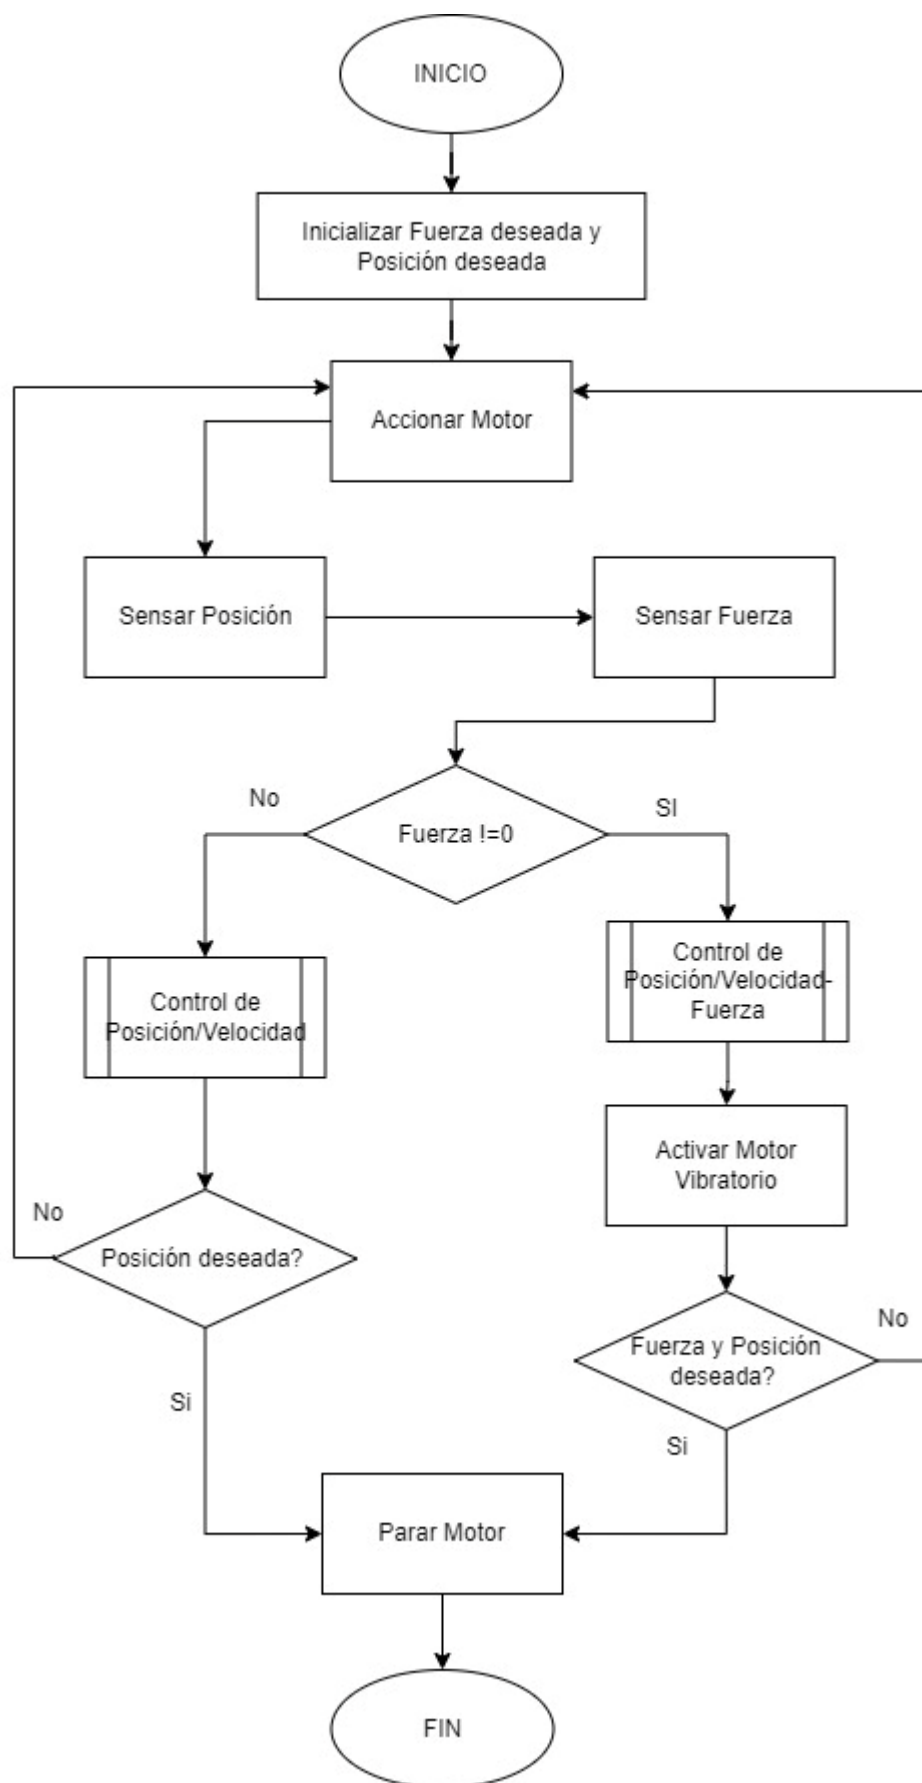 INICIO
Inicializar Fuerza deseada y
Posición deseada
Accionar Motor
Sensar Posición
Sensar Fuerza
Fuerza !=0
No
SI
Control de
Posición/Velocidad
Control de
Posición/Velocidad-
Fuerza
Activar Motor
Vibratorio
Posición deseada?
No
Si
Fuerza y Posición
deseada?
No
Si
Parar Motor
FIN